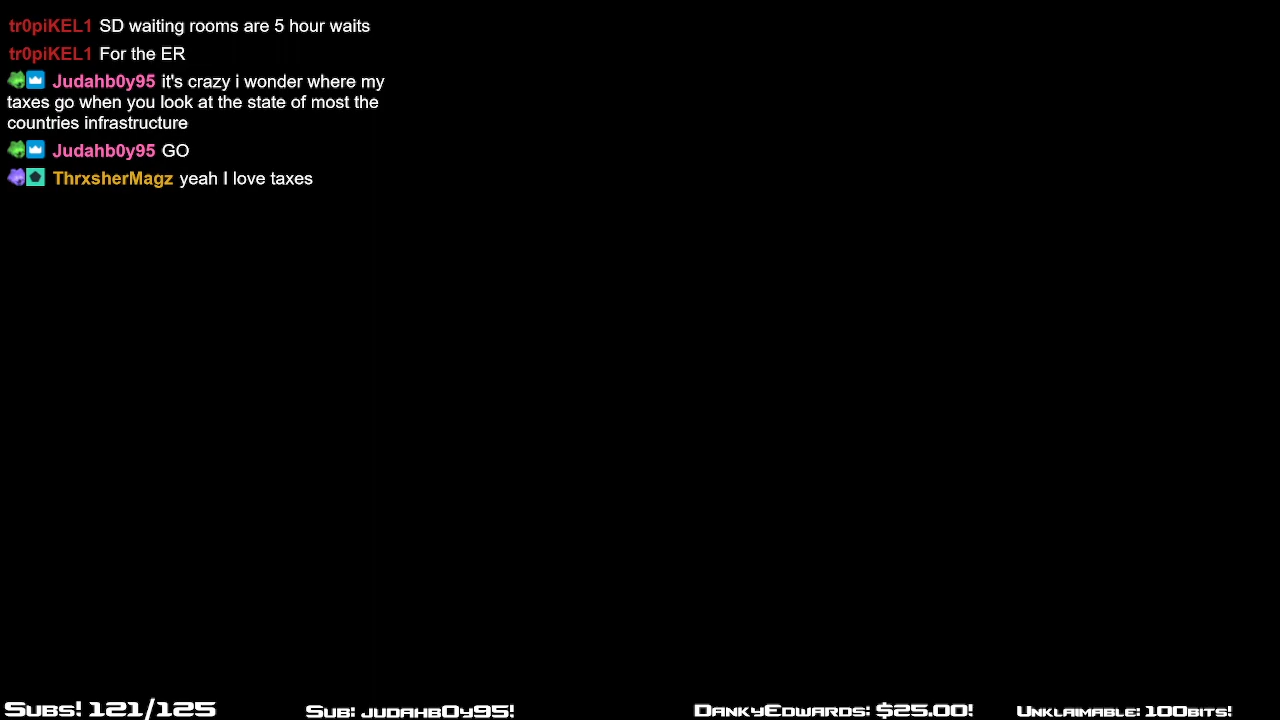 tr0piKEL1 SD waiting rooms are 5 hour waits
tr0piKEL1 For the ER
Judahb0y95 it's crazy i wonder where my
taxes go when you look at the state of most the
countries infrastructure
Judahb0y95 GO
ThrxsherMagz yeah I love taxes
Subs! 121/125 Sub: judahb0y95! DankyEdwards: $25.00! Unklaimable: 100bits!